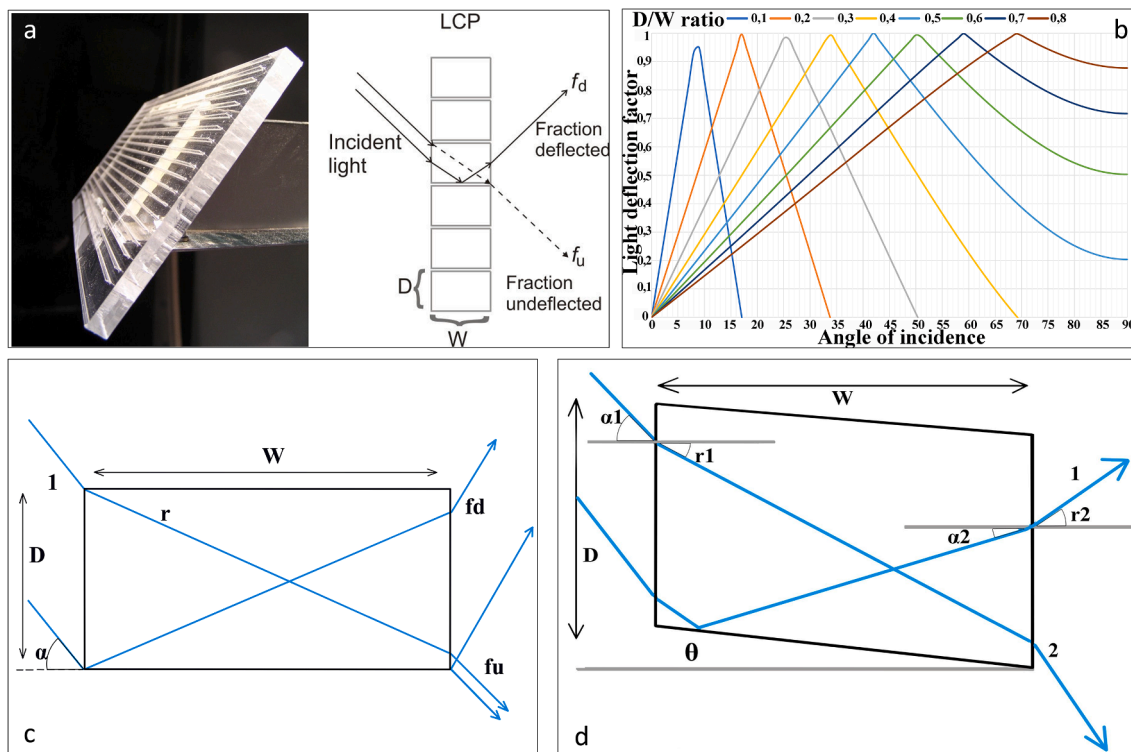 a
LCP
Incident
light
fd
Fraction
deflected
fu
Fraction
undeflected
D
W
b
D/W ratio 0,1 0,2 0,3 0,4 0,5 0,6 0,7 0,8
Light deflection factor
1
0,9
0,8
0,7
0,6
0,5
0,4
0,3
0,2
0,1
0
0 5 10 15 20 25 30 35 40 45 50 55 60 65 70 75 80 85 90
Angle of incidence
W
1
r
fd
D
α
fu
c
W
α1
r1
1
r2
α2
D
θ
2
d